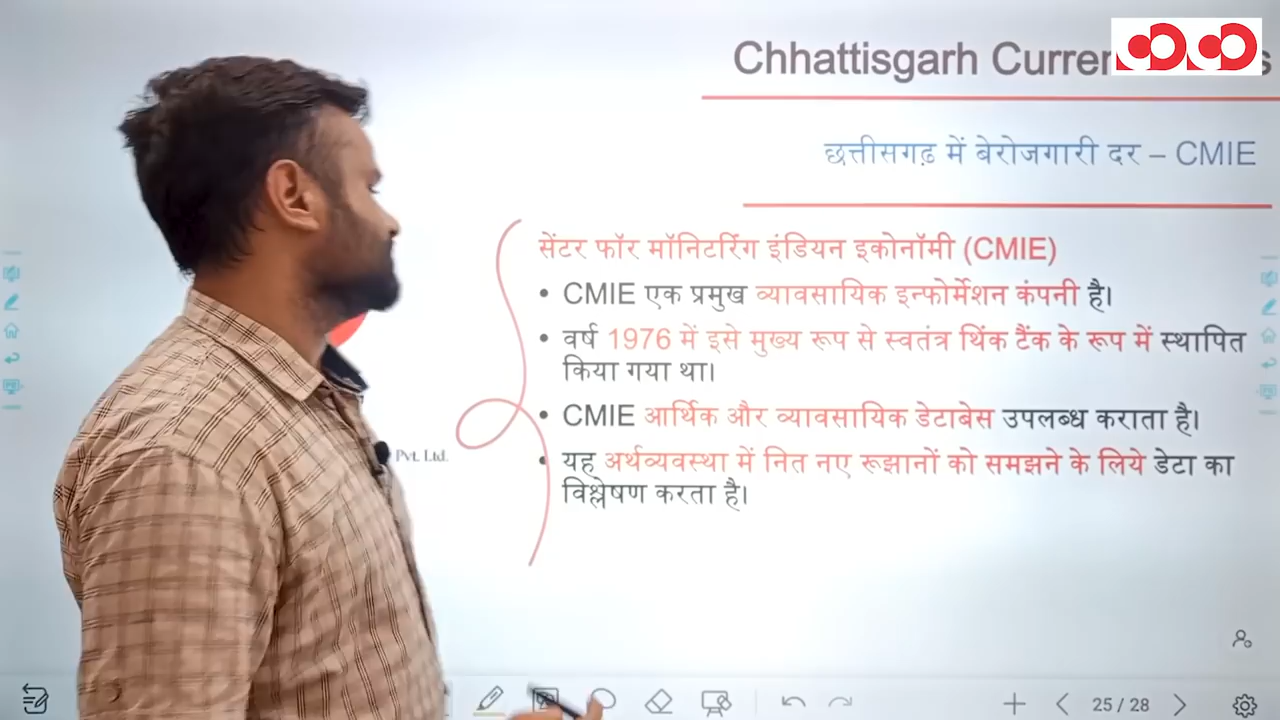 Chhattisgarh Curren
छत्तीसगढ़ में बेरोजगारी दर – CMIE
सेंटर फॉर मॉनिटरिंग इंडियन इकोनॉमी (CMIE)
• CMIE एक प्रमुख व्यावसायिक इन्फोर्मेशन कंपनी है।
• वर्ष 1976 में इसे मुख्य रूप से स्वतंत्र थिंक टैंक के रूप में स्थापित
किया गया था।
• CMIE आर्थिक और व्यावसायिक डेटाबेस उपलब्ध कराता है।
Pvt. Ltd.
• यह अर्थव्यवस्था में नित नए रूझानों को समझने के लिये डेटा का
विश्लेषण करता है।
25 / 28